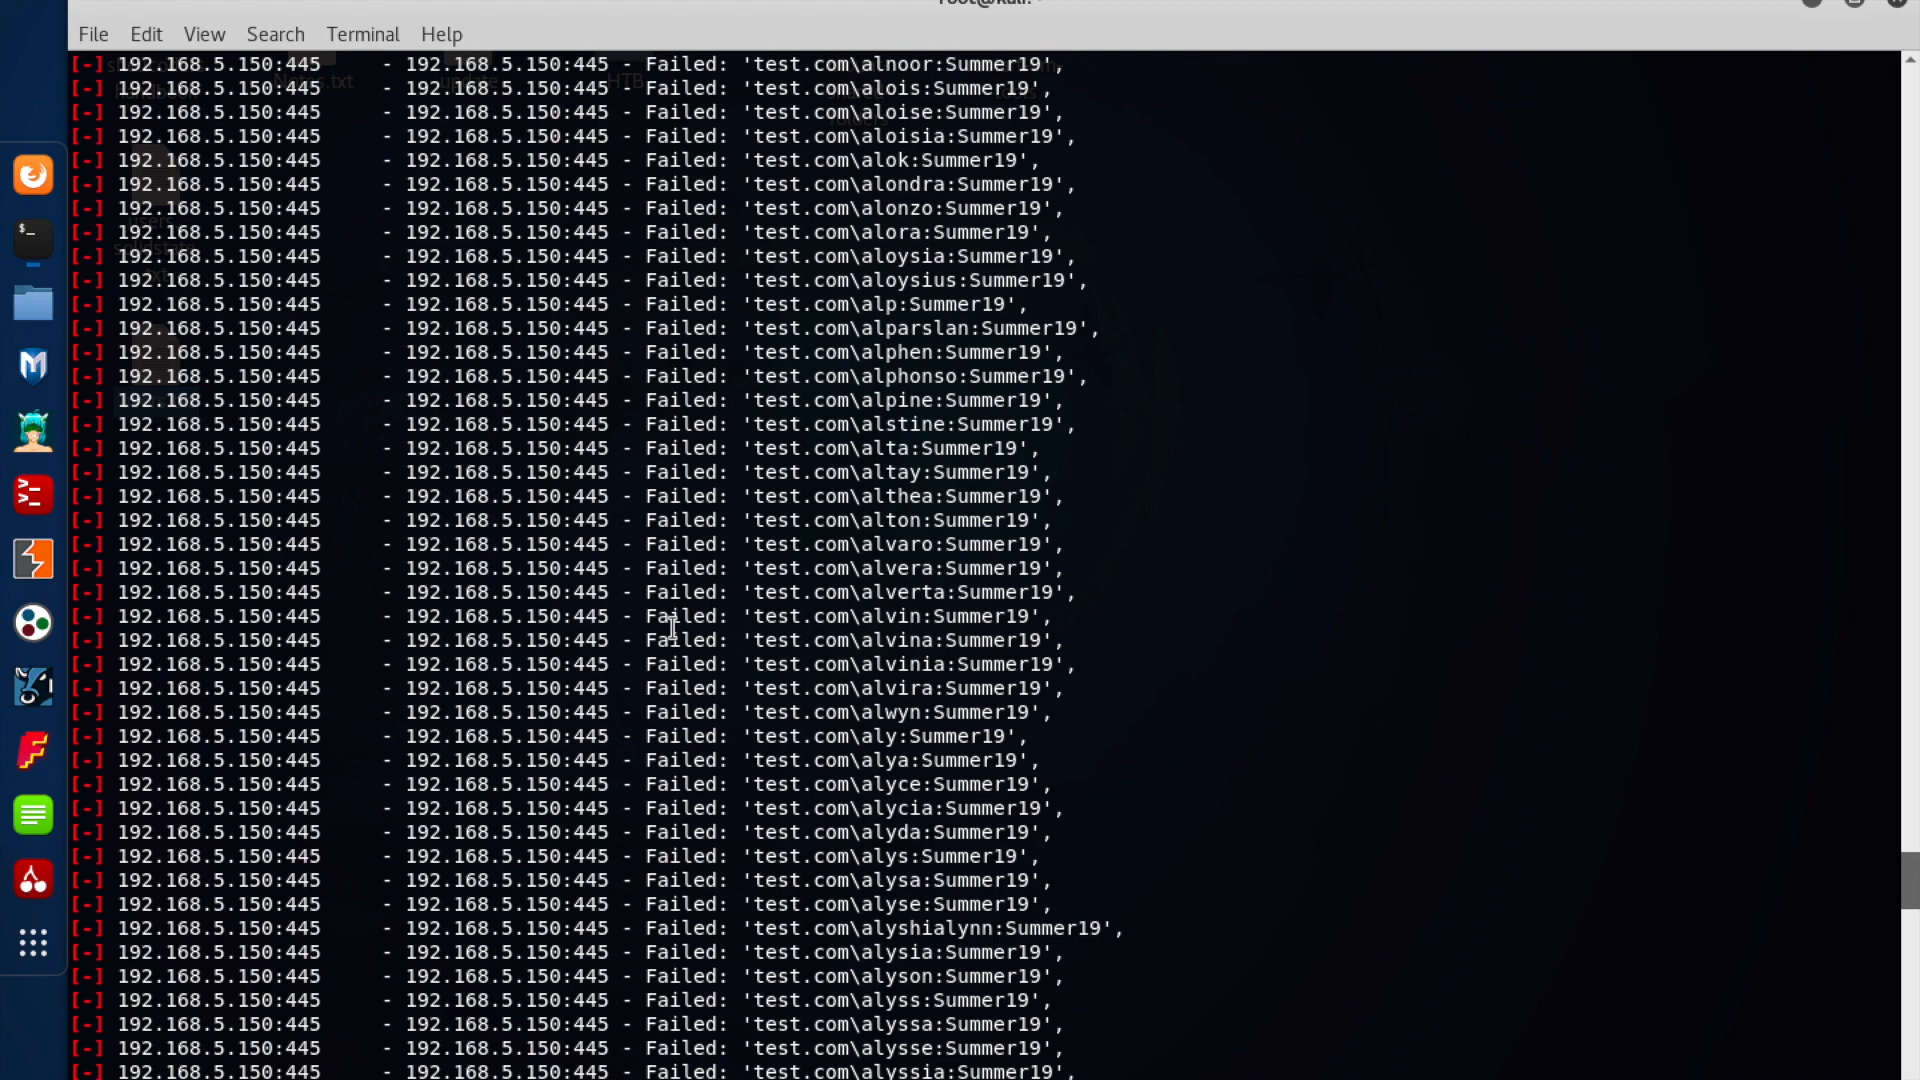 File Edit View Search Terminal Help
[-] 192.168.5.150:445 - 192.168.5.150:445 - Failed: 'test.com\alnoor:Summer19',
[-] 192.168.5.150:445 - 192.168.5.150:445 - Failed: 'test.com\alois:Summer19',
[-] 192.168.5.150:445 - 192.168.5.150:445 - Failed: 'test.com\aloise:Summer19',
[-] 192.168.5.150:445 - 192.168.5.150:445 - Failed: 'test.com\aloisia:Summer19',
[-] 192.168.5.150:445 - 192.168.5.150:445 - Failed: 'test.com\alok:Summer19',
[-] 192.168.5.150:445 - 192.168.5.150:445 - Failed: 'test.com\alondra:Summer19',
[-] 192.168.5.150:445 - 192.168.5.150:445 - Failed: 'test.com\alonzo:Summer19',
[-] 192.168.5.150:445 - 192.168.5.150:445 - Failed: 'test.com\alora:Summer19',
[-] 192.168.5.150:445 - 192.168.5.150:445 - Failed: 'test.com\aloysia:Summer19',
[-] 192.168.5.150:445 - 192.168.5.150:445 - Failed: 'test.com\aloysius:Summer19',
[-] 192.168.5.150:445 - 192.168.5.150:445 - Failed: 'test.com\alp:Summer19',
[-] 192.168.5.150:445 - 192.168.5.150:445 - Failed: 'test.com\alparslan:Summer19',
[-] 192.168.5.150:445 - 192.168.5.150:445 - Failed: 'test.com\alphen:Summer19',
[-] 192.168.5.150:445 - 192.168.5.150:445 - Failed: 'test.com\alphonso:Summer19',
[-] 192.168.5.150:445 - 192.168.5.150:445 - Failed: 'test.com\alpine:Summer19',
[-] 192.168.5.150:445 - 192.168.5.150:445 - Failed: 'test.com\alstine:Summer19',
[-] 192.168.5.150:445 - 192.168.5.150:445 - Failed: 'test.com\alta:Summer19',
[-] 192.168.5.150:445 - 192.168.5.150:445 - Failed: 'test.com\altay:Summer19',
[-] 192.168.5.150:445 - 192.168.5.150:445 - Failed: 'test.com\althea:Summer19',
[-] 192.168.5.150:445 - 192.168.5.150:445 - Failed: 'test.com\alton:Summer19',
[-] 192.168.5.150:445 - 192.168.5.150:445 - Failed: 'test.com\alvaro:Summer19',
[-] 192.168.5.150:445 - 192.168.5.150:445 - Failed: 'test.com\alvera:Summer19',
[-] 192.168.5.150:445 - 192.168.5.150:445 - Failed: 'test.com\alverta:Summer19',
[-] 192.168.5.150:445 - 192.168.5.150:445 - Failed: 'test.com\alvin:Summer19',
[-] 192.168.5.150:445 - 192.168.5.150:445 - Failed: 'test.com\alvina:Summer19',
[-] 192.168.5.150:445 - 192.168.5.150:445 - Failed: 'test.com\alvinia:Summer19',
[-] 192.168.5.150:445 - 192.168.5.150:445 - Failed: 'test.com\alvira:Summer19',
[-] 192.168.5.150:445 - 192.168.5.150:445 - Failed: 'test.com\alwyn:Summer19',
[-] 192.168.5.150:445 - 192.168.5.150:445 - Failed: 'test.com\aly:Summer19',
[-] 192.168.5.150:445 - 192.168.5.150:445 - Failed: 'test.com\alya:Summer19',
[-] 192.168.5.150:445 - 192.168.5.150:445 - Failed: 'test.com\alyce:Summer19',
[-] 192.168.5.150:445 - 192.168.5.150:445 - Failed: 'test.com\alycia:Summer19',
[-] 192.168.5.150:445 - 192.168.5.150:445 - Failed: 'test.com\alyda:Summer19',
[-] 192.168.5.150:445 - 192.168.5.150:445 - Failed: 'test.com\alys:Summer19',
[-] 192.168.5.150:445 - 192.168.5.150:445 - Failed: 'test.com\alysa:Summer19',
[-] 192.168.5.150:445 - 192.168.5.150:445 - Failed: 'test.com\alyse:Summer19',
[-] 192.168.5.150:445 - 192.168.5.150:445 - Failed: 'test.com\alyshialynn:Summer19',
[-] 192.168.5.150:445 - 192.168.5.150:445 - Failed: 'test.com\alysia:Summer19',
[-] 192.168.5.150:445 - 192.168.5.150:445 - Failed: 'test.com\alyson:Summer19',
[-] 192.168.5.150:445 - 192.168.5.150:445 - Failed: 'test.com\alyss:Summer19',
[-] 192.168.5.150:445 - 192.168.5.150:445 - Failed: 'test.com\alyssa:Summer19',
[-] 192.168.5.150:445 - 192.168.5.150:445 - Failed: 'test.com\alysse:Summer19',
[-] 192.168.5.150:445 - 192.168.5.150:445 - Failed: 'test.com\alyssia:Summer19',